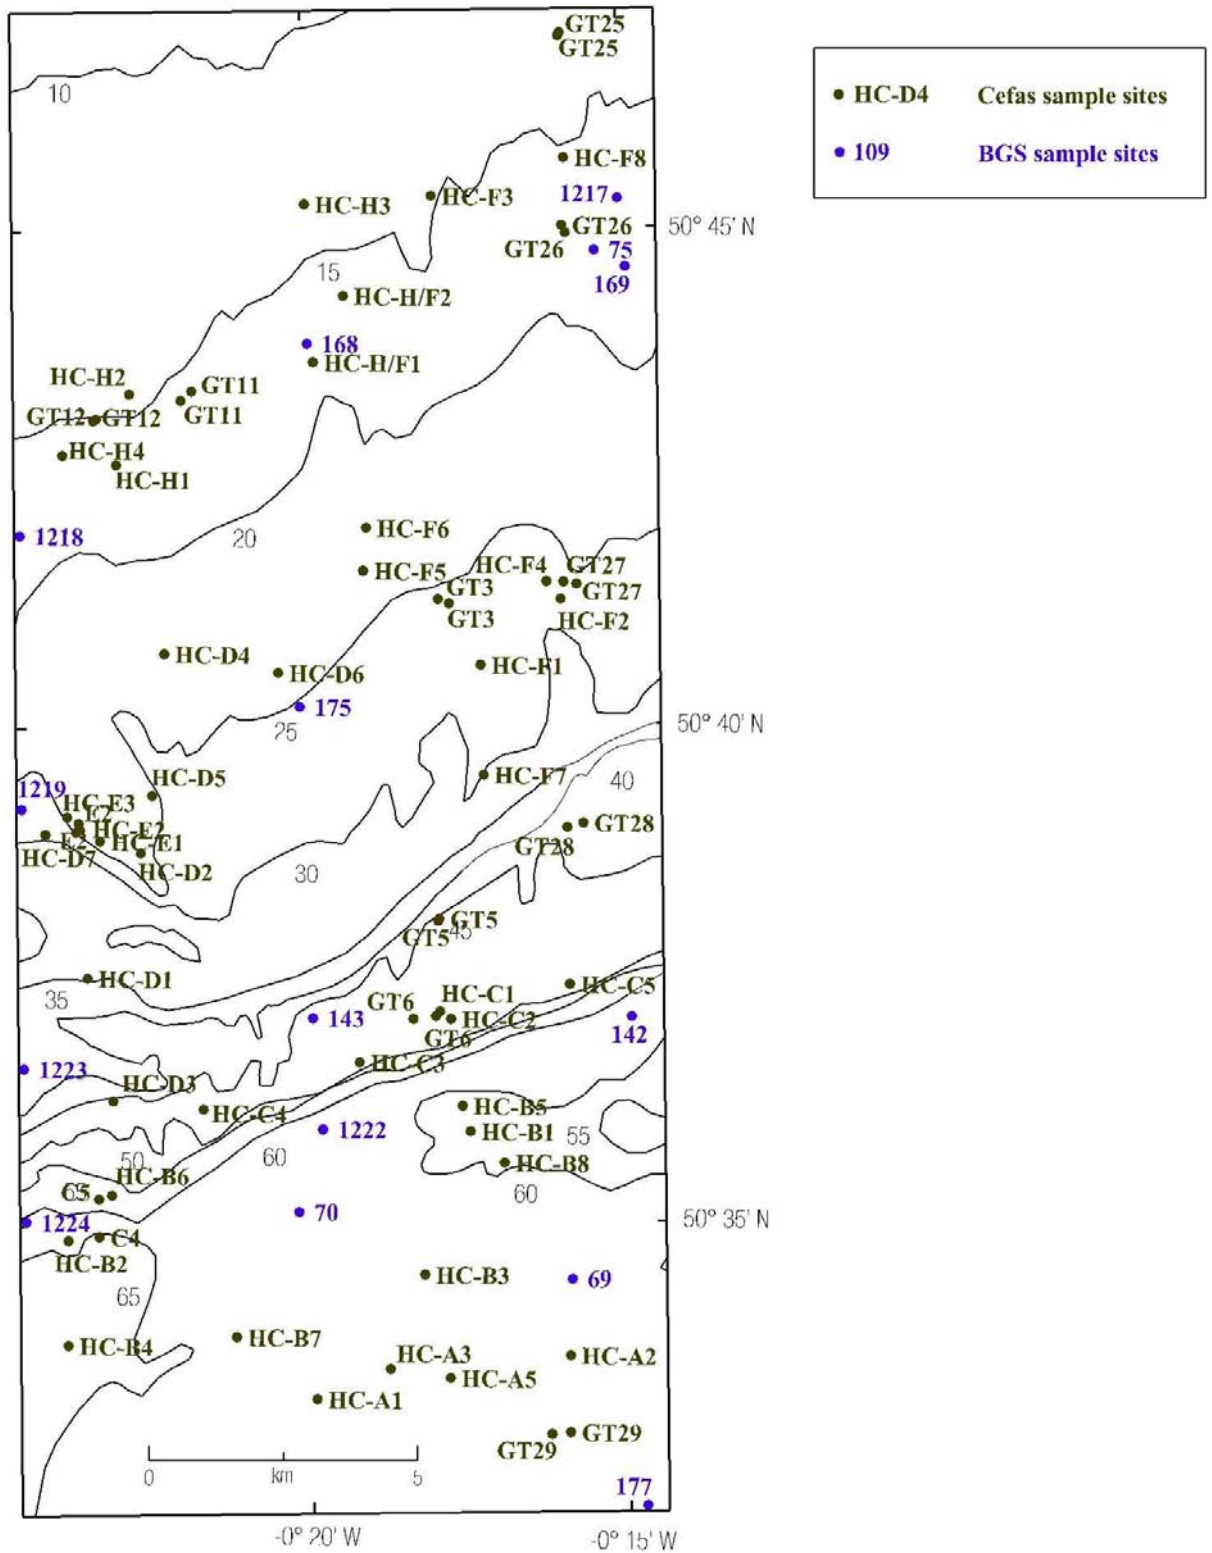 GT25
GT25
10
HC-D4 Cefas sample sites
109 BGS sample sites
HC-F8
1217
HC-F3
HC-H3
GT26
50° 45' N
GT26
75
15
169
HC-H/F2
168
HC-H/F1
HC-H2
GT11
GT12
GT12
GT11
HC-H4
HC-H1
HC-F6
1218
20
HC-F4
GT27
HC-F5
GT3
GT27
GT3
HC-F2
HC-D4
HC-F1
HC-D6
175
50° 40' N
25
HC-D5
HC-F7
40
1219
HC-E3
E2
HC-E2
GT28
E2
HC-E1
GT28
HC-D7
HC-D2
30
GT5
GT5
45
HC-D1
HC-C5
35
HC-C1
GT6
143
HC-C2
142
GT6
HC-C3
1223
HC-D3
HC-C4
HC-B5
1222
HC-B1
55
50
60
HC-B8
HC-B6
60
C5
70
50° 35' N
1224
C4
HC-B2
HC-B3
69
65
HC-B7
HC-B4
HC-A3
HC-A2
HC-A5
HC-A1
GT29
GT29
0 km 5
177
-0° 20' W
-0° 15' W